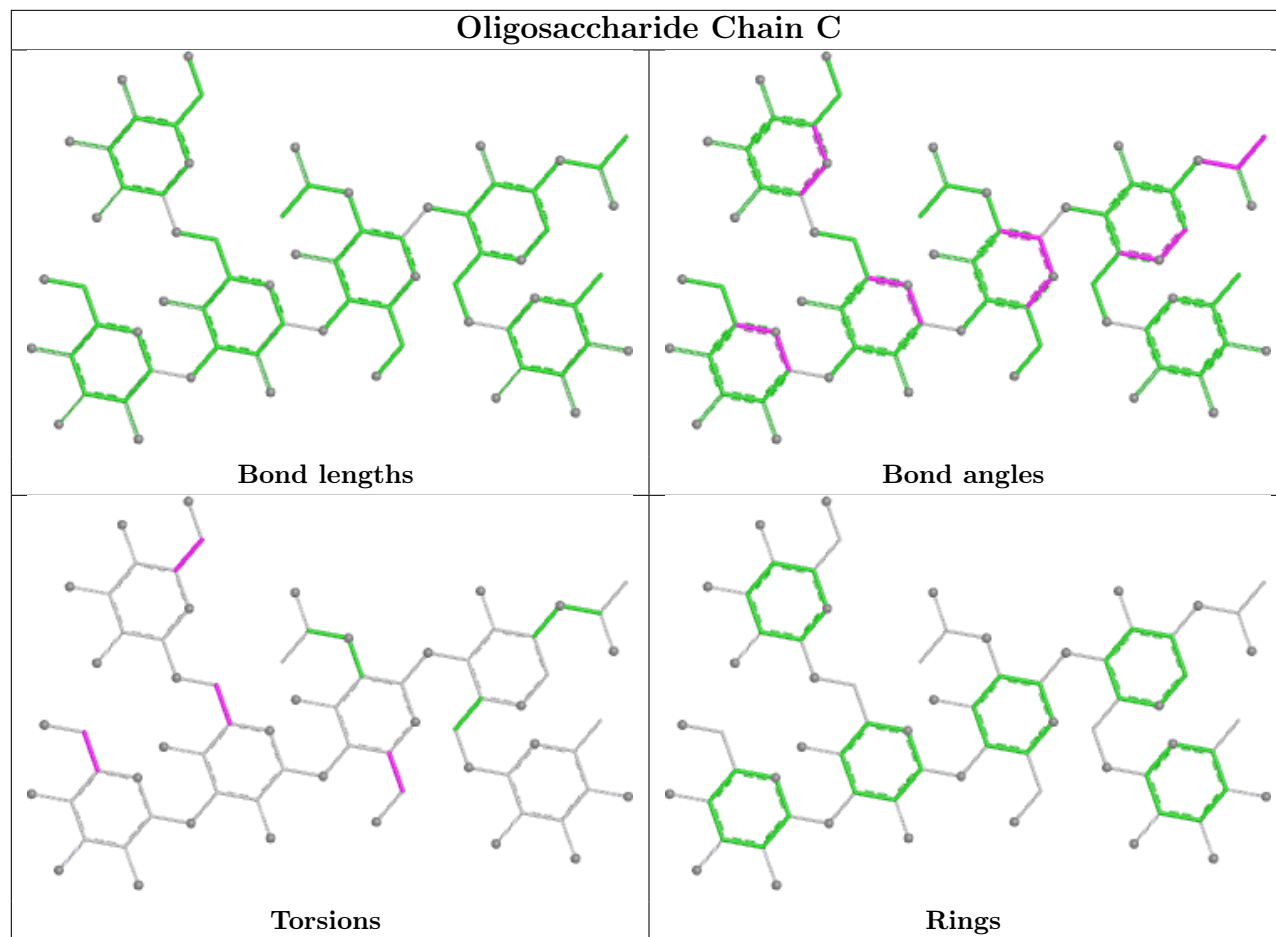 Oligosaccharide Chain C
Bond lengths
Bond angles
Torsions
Rings